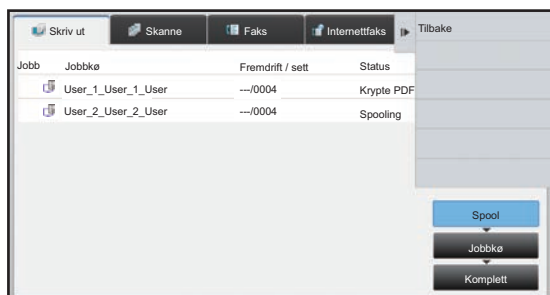 Skriv ut Skanne Faks Internettfaks Tilbake
Jobb Jobbkø Fremdrift / sett Status
User_1_User_1_User ---/0004 Krypte PDF
User_2_User_2_User ---/0004 Spooling
Spool
Jobbkø
Komplett